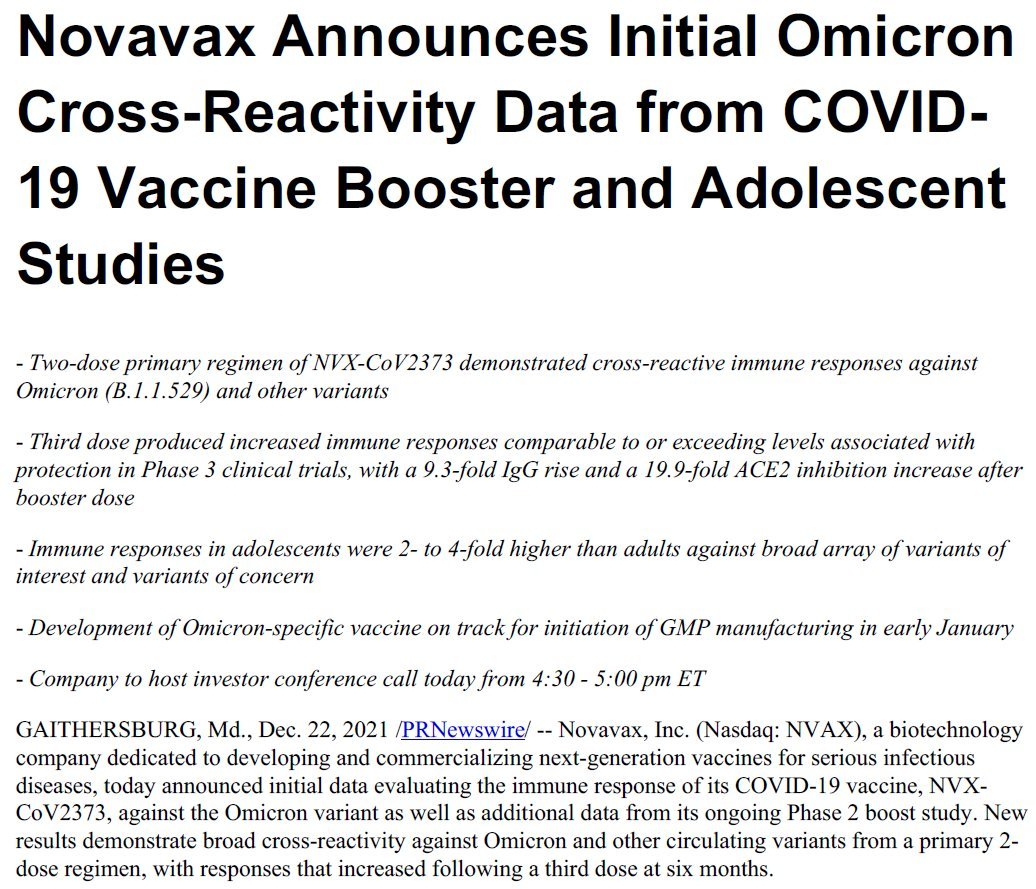 Novavax Announces Initial Omicron
Cross-Reactivity Data from COVID-
19 Vaccine Booster and Adolescent
Studies
- Two-dose primary regimen of NVX-CoV2373 demonstrated cross-reactive immune responses against
Omicron (B.1.1.529) and other variants
- Third dose produced increased immune responses comparable to or exceeding levels associated with
protection in Phase 3 clinical trials, with a 9.3-fold IgG rise and a 19.9-fold ACE2 inhibition increase after
booster dose
- Immune responses in adolescents were 2- to 4-fold higher than adults against broad array of variants of
interest and variants of concern
- Development of Omicron-specific vaccine on track for initiation of GMP manufacturing in early January
- Company to host investor conference call today from 4:30 - 5:00 pm ET
GAITHERSBURG, Md., Dec. 22, 2021 /PRNewswire/ -- Novavax, Inc. (Nasdaq: NVAX), a biotechnology
company dedicated to developing and commercializing next-generation vaccines for serious infectious
diseases, today announced initial data evaluating the immune response of its COVID-19 vaccine, NVX-
CoV2373, against the Omicron variant as well as additional data from its ongoing Phase 2 boost study. New
results demonstrate broad cross-reactivity against Omicron and other circulating variants from a primary 2-
dose regimen, with responses that increased following a third dose at six months.